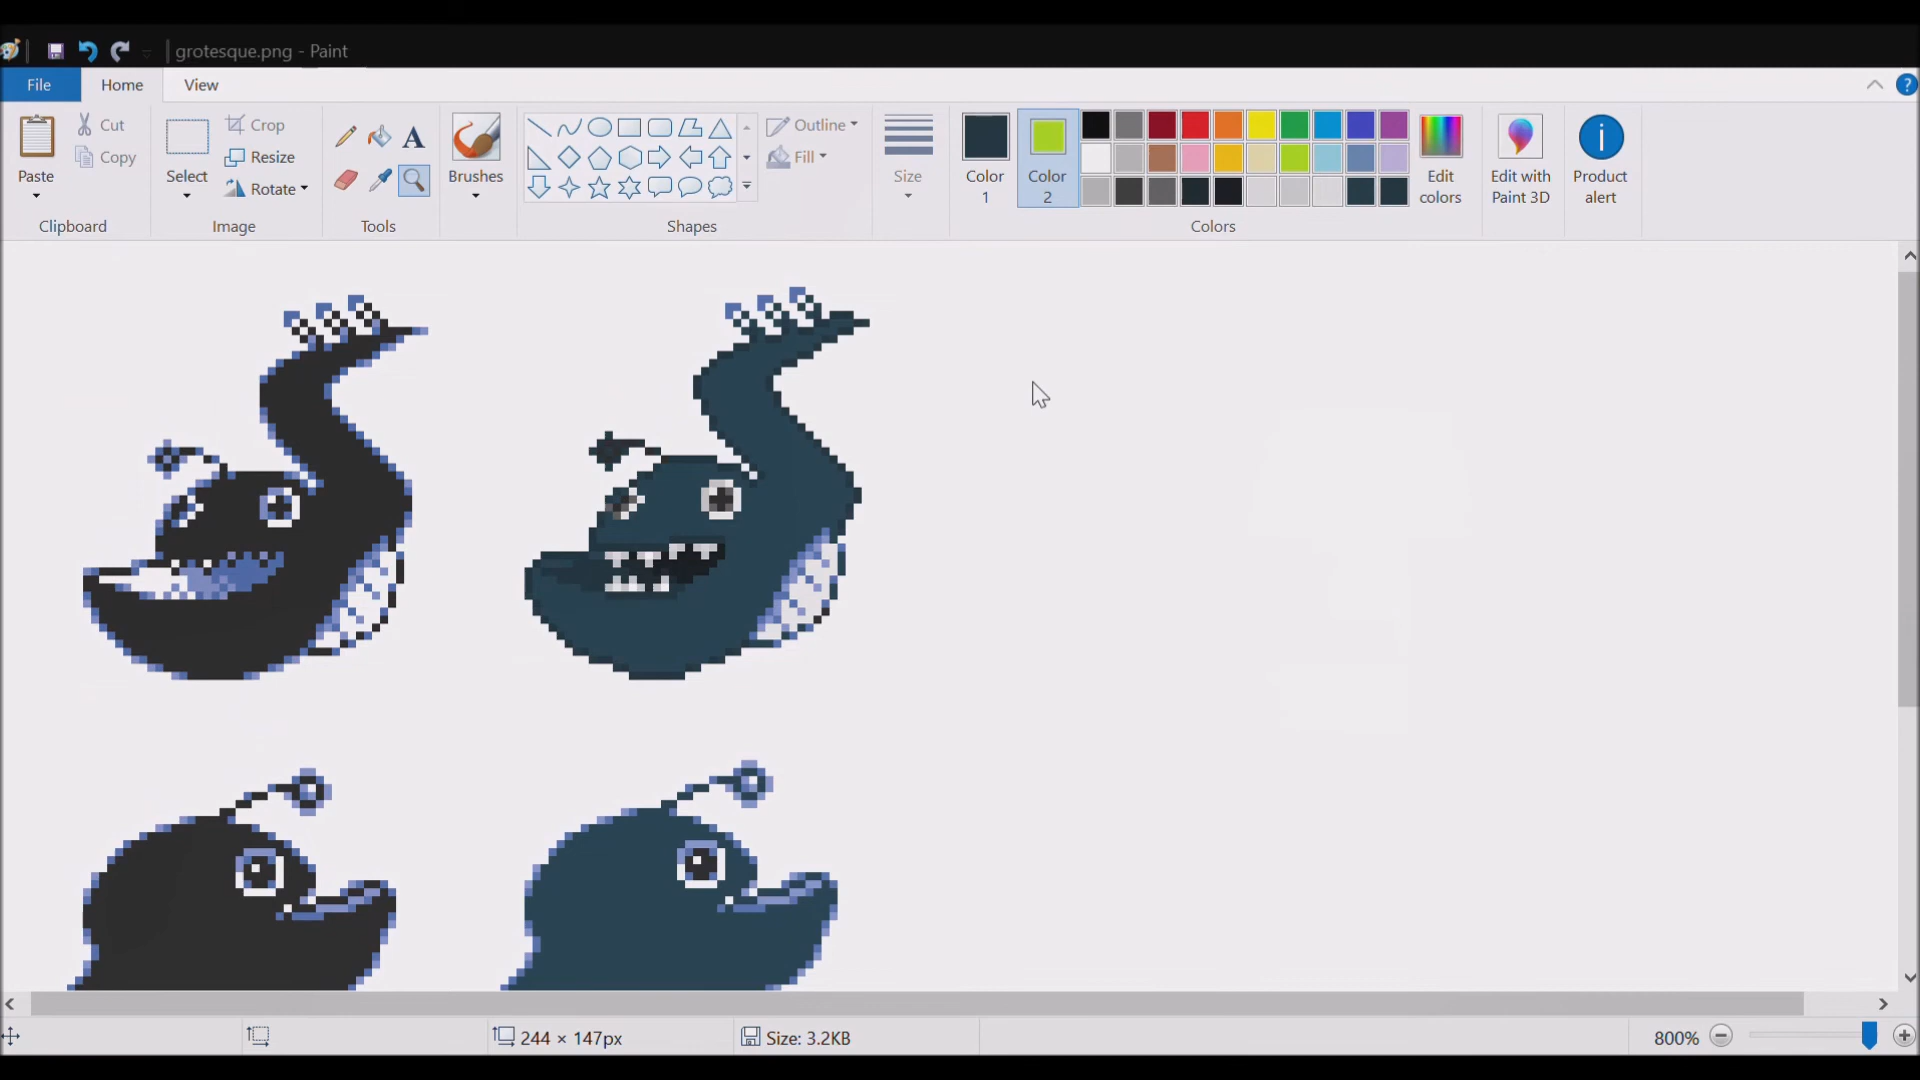 grotesque.png - Paint
File
Home
View
Paste
Cut
Copy
Clipboard
Select
Crop
Resize
Rotate
Image
A
Tools
Brushes
Shapes
Outline
Fill
Size
Color 1
Color 2
Colors
Edit colors
Edit with Paint 3D
Product alert
244 × 147px
Size: 3.2KB
800%